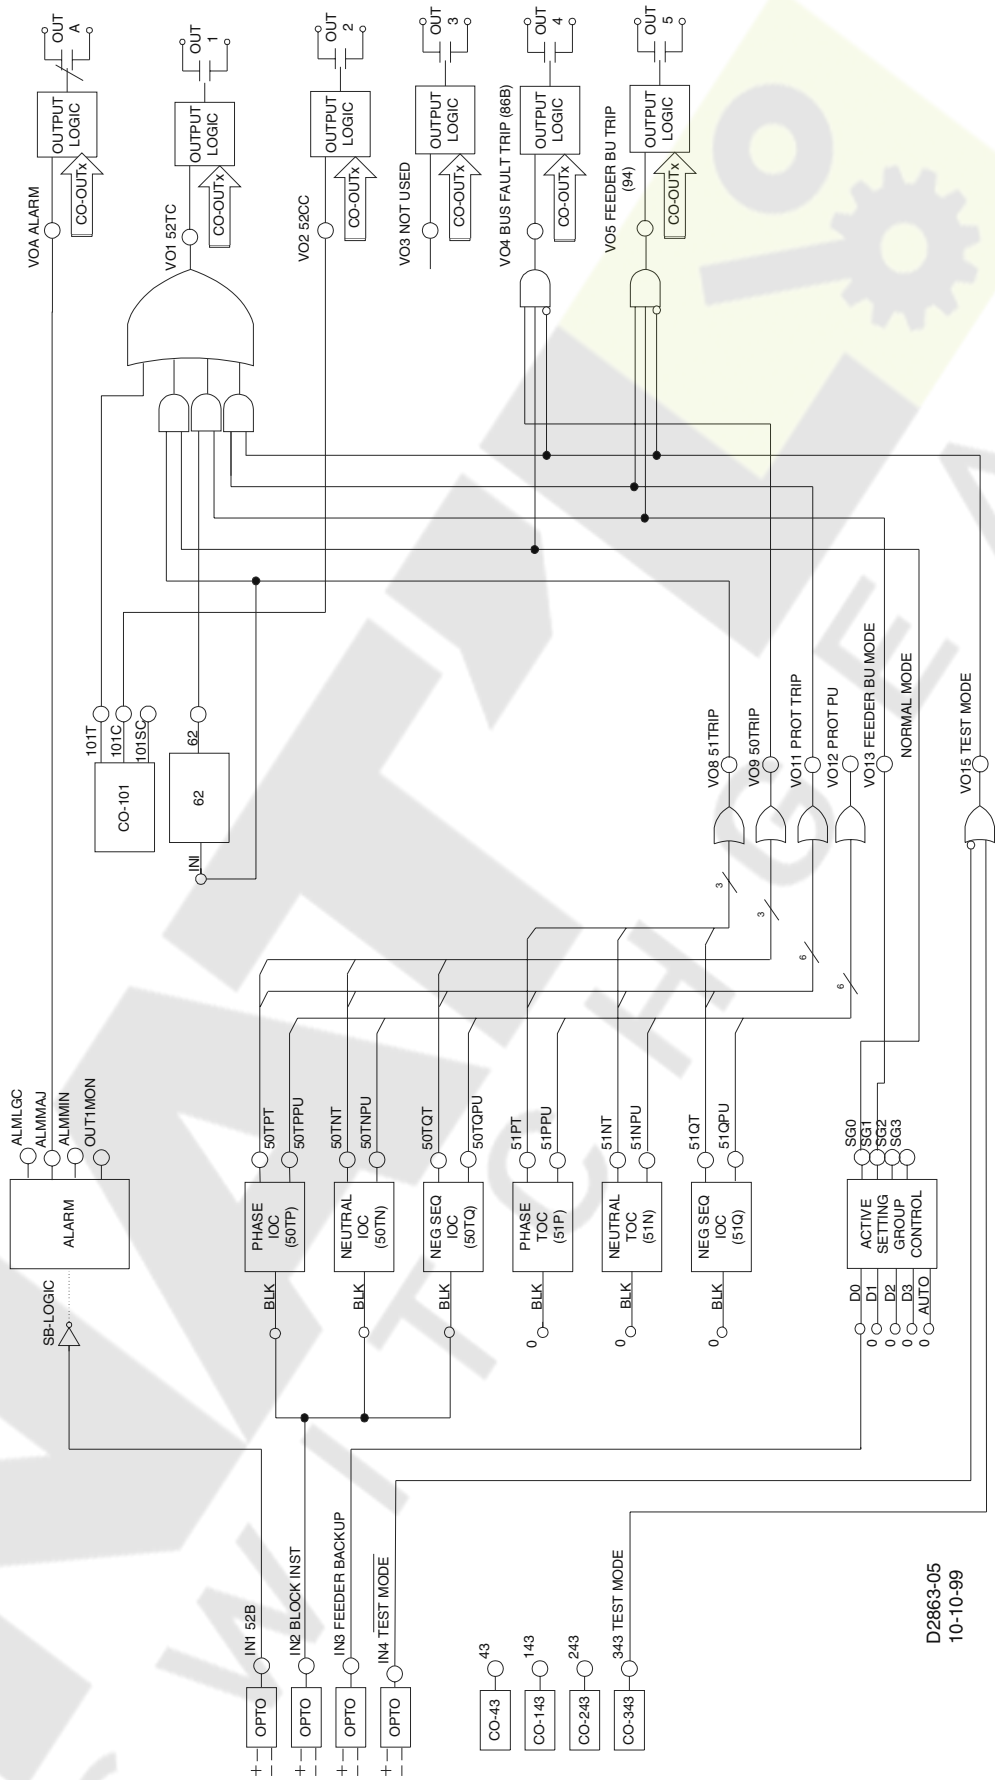 OUT
A
OUT
1
OUT
2
OUT
3
OUT
4
OUT
5
OUTPUT
LOGIC
OUTPUT
LOGIC
OUTPUT
LOGIC
OUTPUT
LOGIC
OUTPUT
LOGIC
OUTPUT
LOGIC
CO-OUTx
CO-OUTx
CO-OUTx
CO-OUTx
CO-OUTx
CO-OUTx
VOA ALARM
VO1 52TC
VO2 52CC
VO3 NOT USED
VO4 BUS FAULT TRIP (86B)
VO5 FEEDER BU TRIP
(94)
101T
101C
101SC
CO-101
62
62
INI
VO8 51TRIP
VO9 50TRIP
VO11 PROT TRIP
VO12 PROT PU
VO13 FEEDER BU MODE
NORMAL MODE
VO15 TEST MODE
3
3
6
6
ALMLGC
ALMMAJ
ALMMIN
OUT1MON
ALARM
SB-LOGIC
50TPT
50TPPU
50TNT
50TNPU
50TQT
50TQPU
51PT
51PPU
51NT
51NPU
51QT
51QPU
SG0
SG1
SG2
SG3
PHASE
IOC
(50TP)
NEUTRAL
IOC
(50TN)
NEG SEQ
IOC
(50TQ)
PHASE
TOC
(51P)
NEUTRAL
TOC
(51N)
NEG SEQ
IOC
(51Q)
ACTIVE
SETTING
GROUP
CONTROL
BLK
BLK
BLK
BLK
BLK
BLK
0
0
0
D0
D1
D2
D3
AUTO
0
0
0
0
IN1 52B
IN2 BLOCK INST
IN3 FEEDER BACKUP
IN4 TEST MODE
OPTO
OPTO
OPTO
OPTO
+
–
+
–
+
–
+
–
43
143
243
343 TEST MODE
CO-43
CO-143
CO-243
CO-343
D2863-05
10-10-99